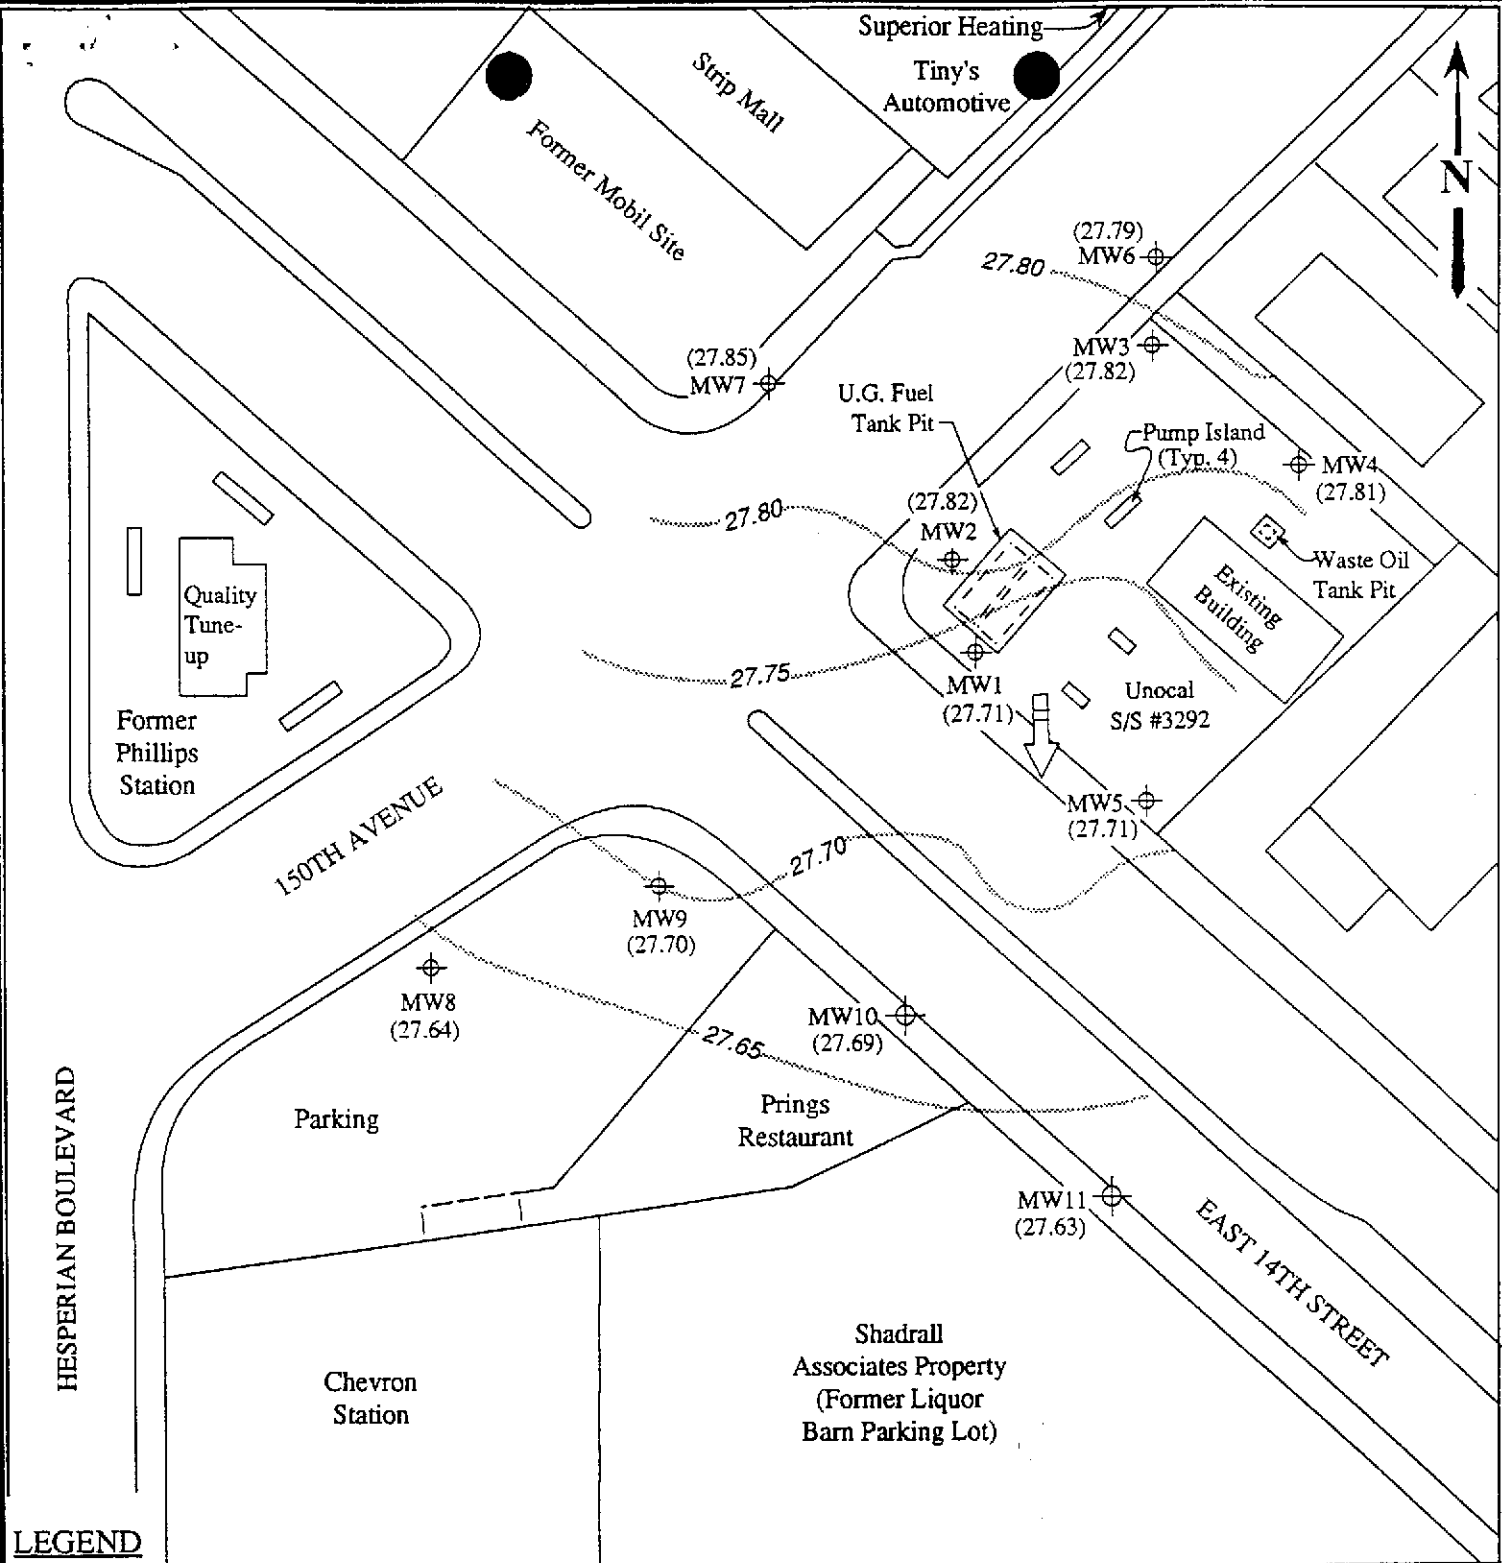 Superior Heating
Tiny's
Automotive
Strip Mall
Former Mobil Site
N
(27.79)
MW6
27.80
MW3
(27.82)
(27.85)
MW7
U.G. Fuel
Tank Pit
Pump Island
(Typ. 4)
MW4
(27.81)
27.80
(27.82)
MW2
Waste Oil
Tank Pit
Existing
Building
Quality
Tune-
up
27.75
MW1
(27.71)
Unocal
S/S #3292
Former
Phillips
Station
150TH AVENUE
MW5
(27.71)
27.70
MW9
(27.70)
MW8
(27.64)
MW10
(27.69)
27.65
Parking
Prings
Restaurant
HESPERIAN BOULEVARD
MW11
(27.63)
EAST 14TH STREET
Shadrall
Associates Property
(Former Liquor
Barn Parking Lot)
Chevron
Station
LEGEND